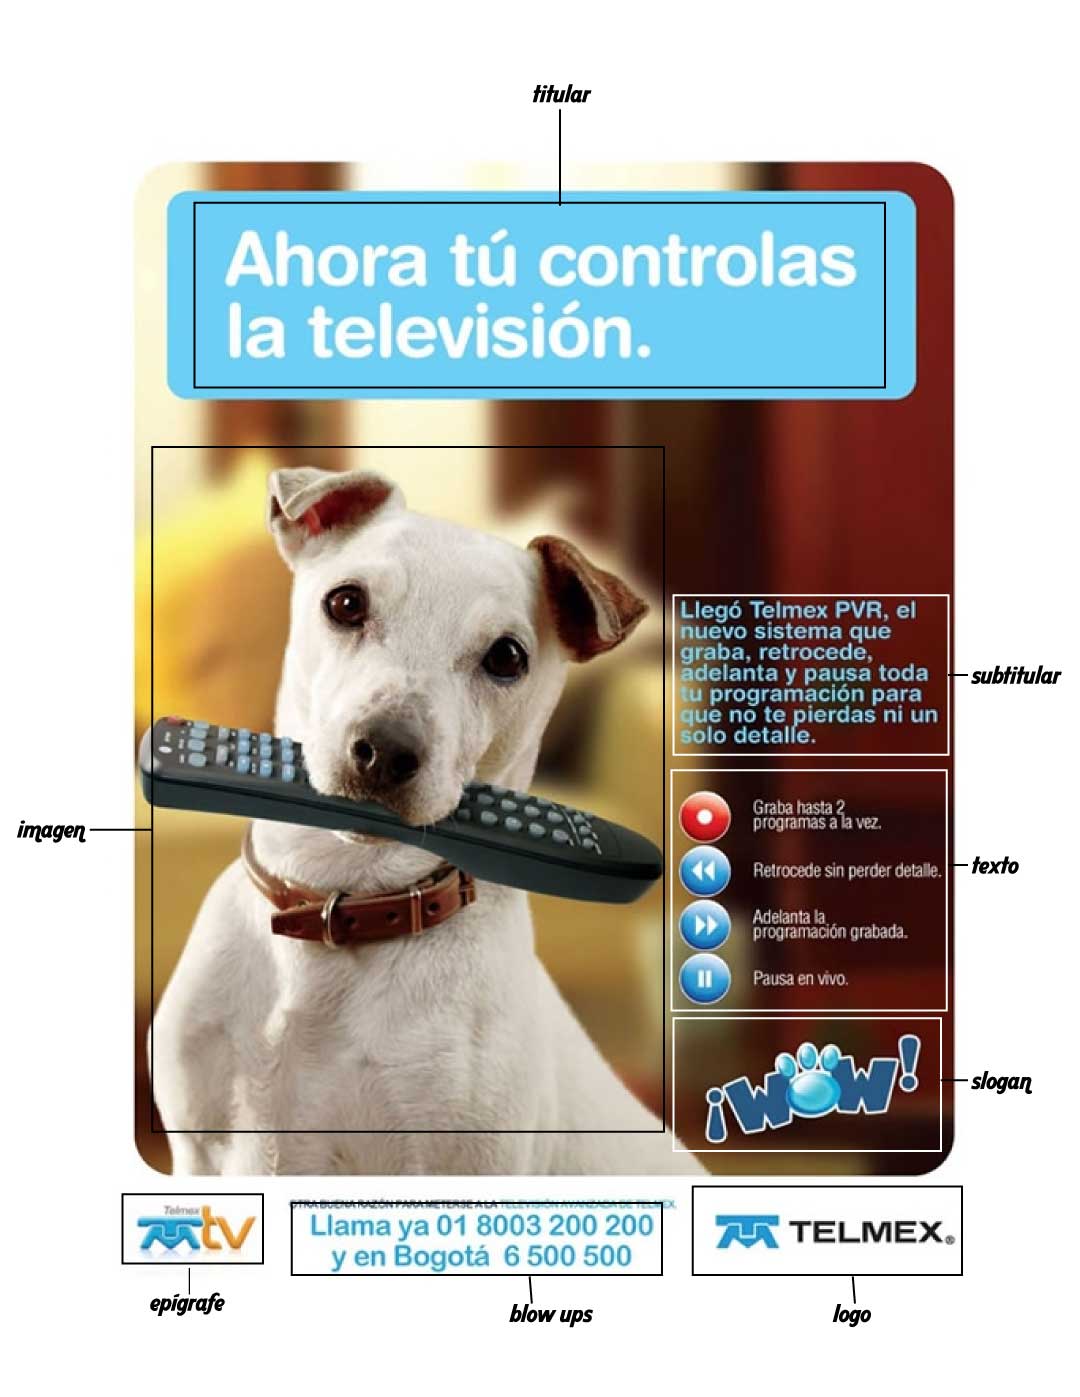 titular
Ahora tú controlas
la televisión.
Llegó Telmex PVR, el
nuevo sistema que
graba, retrocede,
adelanta y pausa toda
tu programación para
que no te pierdas ni un
solo detalle.
subtitular
imagen
Graba hasta 2
programas a la vez.
Retrocede sin perder detalle.
Adelanta la
programación grabada.
Pausa en vivo.
texto
¡WOW!
slogan
Telmex
tv
OTRA BUENA RAZÓN PARA METERSE A LA TELEVISIÓN AVANZADA DE TELMEX.
Llama ya 01 8003 200 200
y en Bogotá 6 500 500
TELMEX®
epígrafe
blow ups
logo